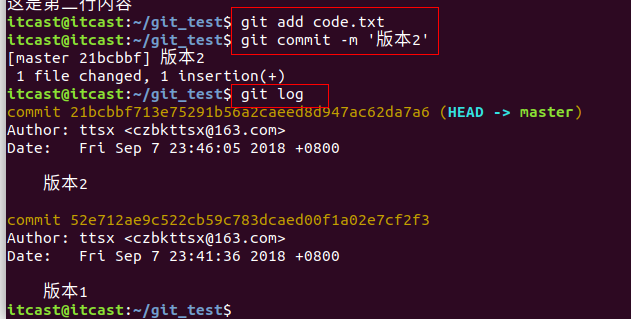 这是第二行内容
itcast@itcast:~/git_test$ git add code.txt
itcast@itcast:~/git_test$ git commit -m '版本2'
[master 21bcbbf] 版本2
 1 file changed, 1 insertion(+)
itcast@itcast:~/git_test$ git log
commit 21bcbbf713e75291b56a2caeed8d947ac62da7a6 (HEAD -> master)
Author: ttsx <czbkttsx@163.com>
Date:   Fri Sep 7 23:46:05 2018 +0800

    版本2

commit 52e712ae9c522cb59c783dcaed00f1a02e7cf2f3
Author: ttsx <czbkttsx@163.com>
Date:   Fri Sep 7 23:41:36 2018 +0800

    版本1
itcast@itcast:~/git_test$